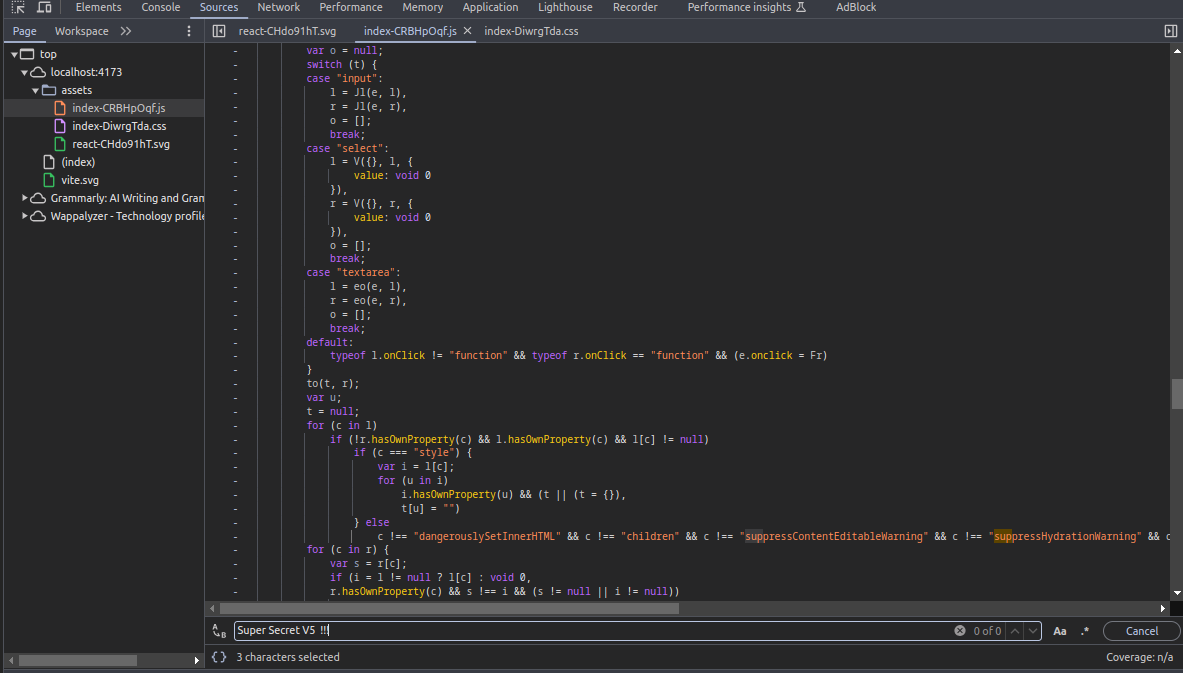 Elements Console Sources Network Performance Memory Application Lighthouse Recorder Performance insights AdBlock
Page Workspace
react-CHdo91hT.svg index-CRBHpOqf.js index-DiwrgTda.css
top
localhost:4173
assets
index-CRBHpOqf.js
index-DiwrgTda.css
react-CHdo91hT.svg
(index)
vite.svg
Grammarly: AI Writing and Gran
Wappalyzer - Technology profile
var o = null;
switch (t) {
case "input":
l = Jl(e, l),
r = Jl(e, r),
o = [];
break;
case "select":
l = V({}, l, {
value: void 0
}),
r = V({}, r, {
value: void 0
}),
o = [];
break;
case "textarea":
l = eo(e, l),
r = eo(e, r),
o = [];
break;
default:
typeof l.onClick != "function" && typeof r.onClick == "function" && (e.onclick = Fr)
}
to(t, r);
var u;
t = null;
for (c in l)
if (!r.hasOwnProperty(c) && l.hasOwnProperty(c) && l[c] != null)
if (c === "style") {
var i = l[c];
for (u in i)
i.hasOwnProperty(u) && (t || (t = {}),
t[u] = "")
} else
c !== "dangerouslySetInnerHTML" && c !== "children" && c !== "suppressContentEditableWarning" && c !== "suppressHydrationWarning" && c
for (c in r) {
var s = r[c];
if (i = l != null ? l[c] : void 0,
r.hasOwnProperty(c) && s !== i && (s != null || i != null))
Super Secret V5 !!! 0 of 0 Aa .* Cancel
{} 3 characters selected Coverage: n/a